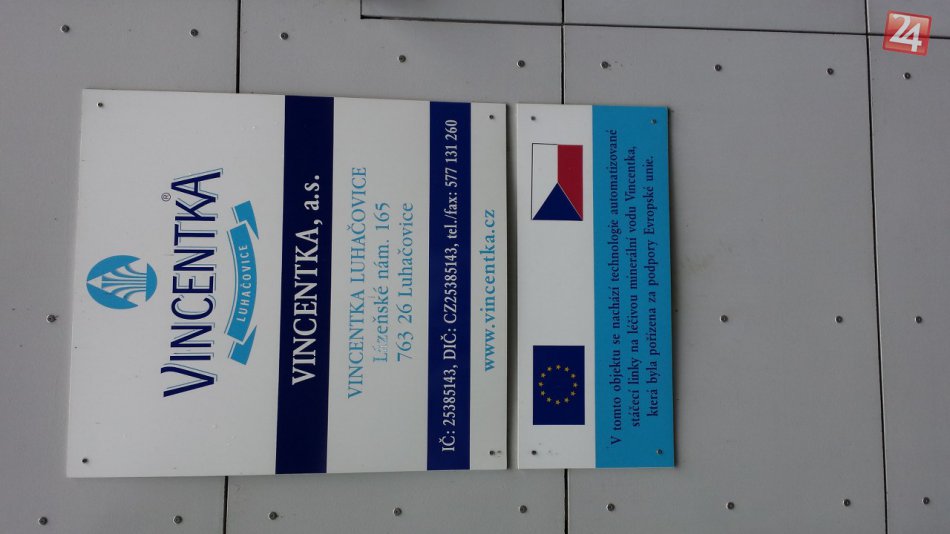 VINCENTKA®
LUHAČOVICE
VINCENTKA, a.s.
VINCENTKA LUHAČOVICE
Lázeňské nám. 165
763 26 Luhačovice
IČ: 25385143, DIČ: CZ25385143, tel./fax: 577 131 260
www.vincentka.cz
V tomto objektu se nachází technologie automatizované
stáčecí linky na léčivou minerální vodu Vincentka,
která byla pořízena za podpory Evropské unie.
24